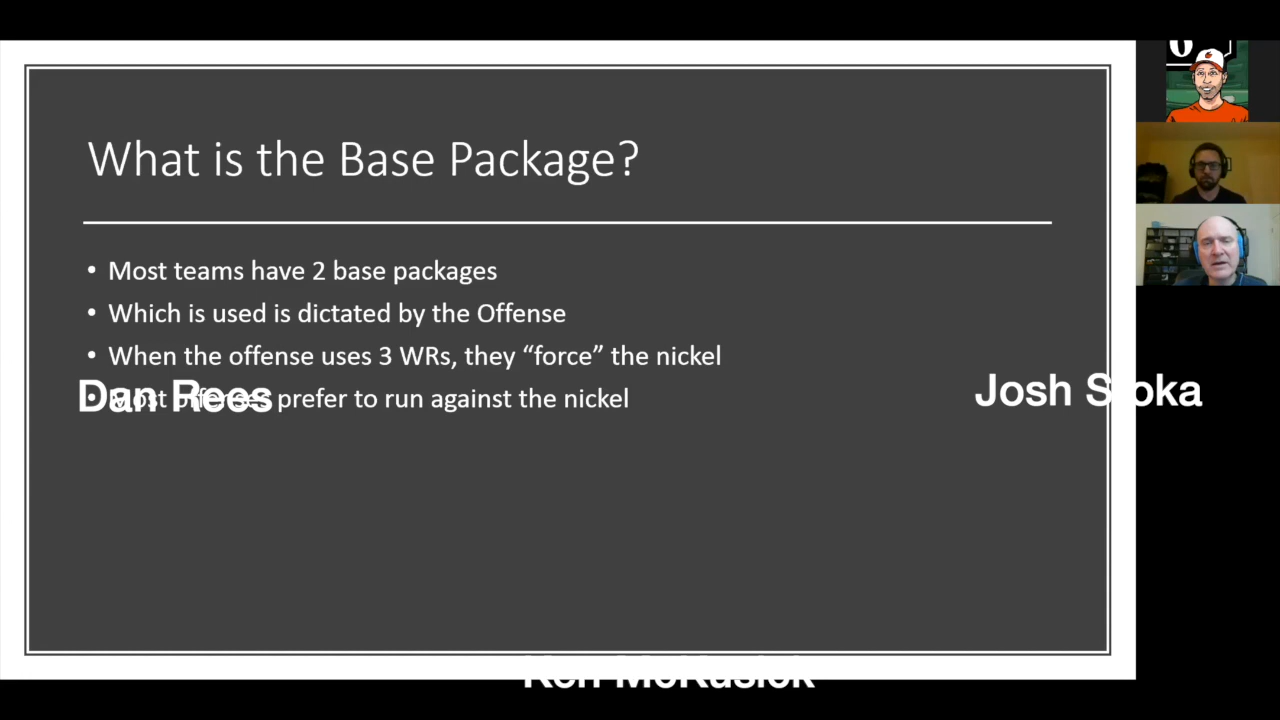 What is the Base Package?
• Most teams have 2 base packages
• Which is used is dictated by the Offense
• When the offense uses 3 WRs, they “force” the nickel
• Most offenses prefer to run against the nickel
Dan Rees
Josh Sroka
Ken McKusick